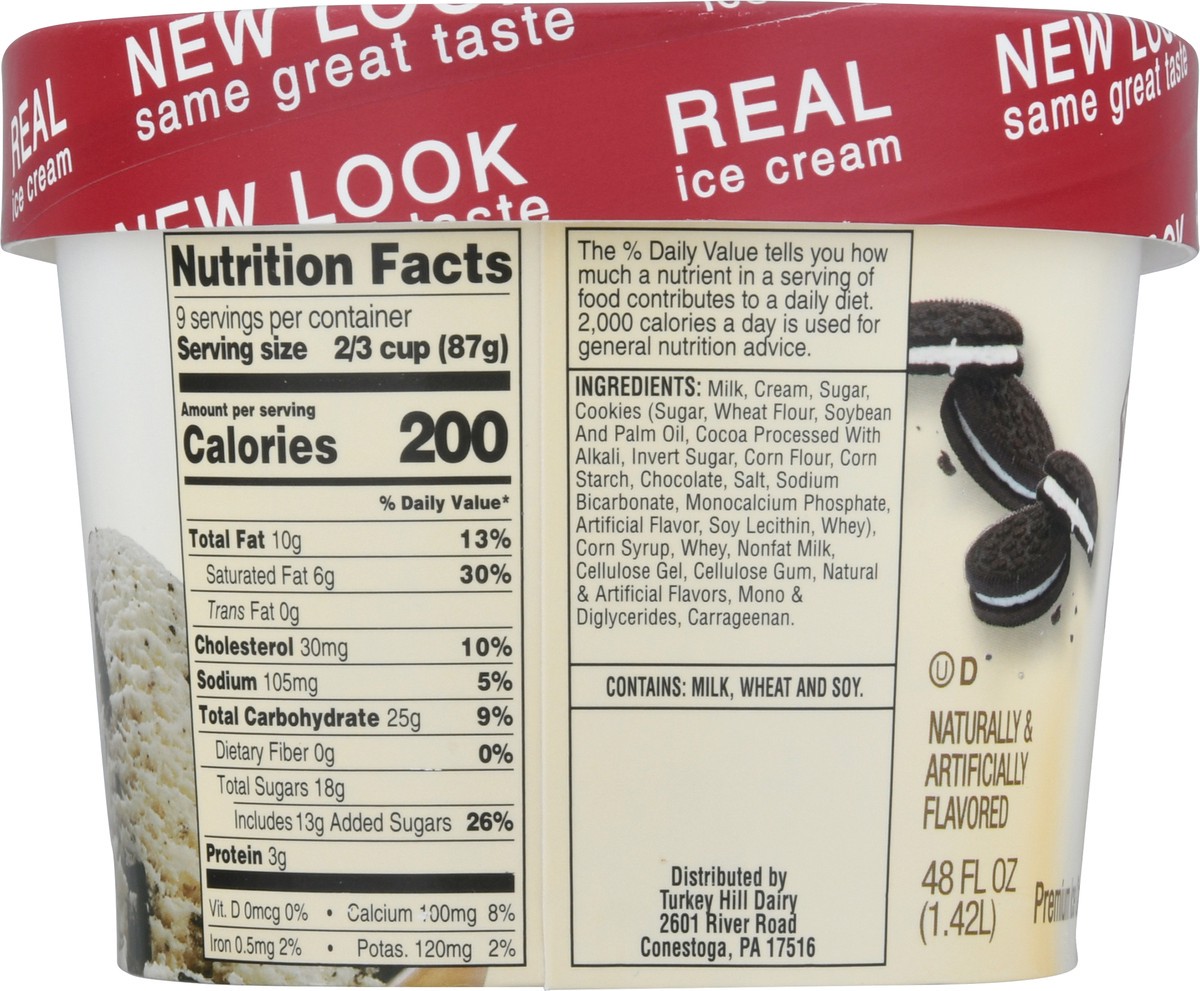 NEW
same great taste
REAL
ice cream
NEW LOOK
taste
REAL
ice cream
NEW
same great taste
Nutrition Facts
9 servings per container
Serving size 2/3 cup (87g)
Amount per serving
Calories 200
% Daily Value*
Total Fat 10g 13%
Saturated Fat 6g 30%
Trans Fat 0g
Cholesterol 30mg 10%
Sodium 105mg 5%
Total Carbohydrate 25g 9%
Dietary Fiber 0g 0%
Total Sugars 18g
Includes 13g Added Sugars 26%
Protein 3g
Vit. D 0mcg 0% • Calcium 100mg 8%
Iron 0.5mg 2% • Potas. 120mg 2%
The % Daily Value tells you how
much a nutrient in a serving of
food contributes to a daily diet.
2,000 calories a day is used for
general nutrition advice.
INGREDIENTS: Milk, Cream, Sugar,
Cookies (Sugar, Wheat Flour, Soybean
And Palm Oil, Cocoa Processed With
Alkali, Invert Sugar, Corn Flour, Corn
Starch, Chocolate, Salt, Sodium
Bicarbonate, Monocalcium Phosphate,
Artificial Flavor, Soy Lecithin, Whey),
Corn Syrup, Whey, Nonfat Milk,
Cellulose Gel, Cellulose Gum, Natural
& Artificial Flavors, Mono &
Diglycerides, Carrageenan.
CONTAINS: MILK, WHEAT AND SOY.
Distributed by
Turkey Hill Dairy
2601 River Road
Conestoga, PA 17516
Ⓤ D
NATURALLY &
ARTIFICIALLY
FLAVORED
48 FL OZ
(1.42L)